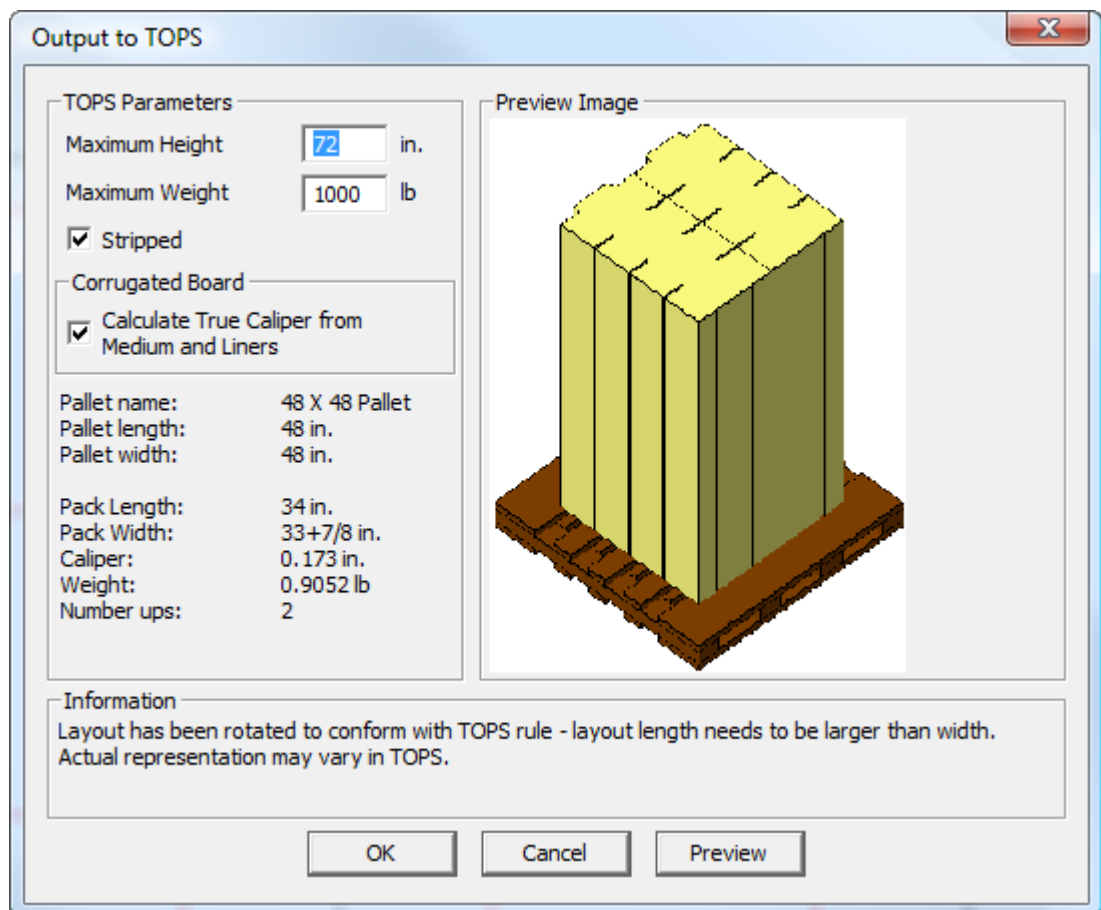 Output to TOPS
TOPS Parameters
Maximum Height 72 in.
Maximum Weight 1000 lb
Stripped
Corrugated Board
Calculate True Caliper from
Medium and Liners
Pallet name: 48 X 48 Pallet
Pallet length: 48 in.
Pallet width: 48 in.
Pack Length: 34 in.
Pack Width: 33+7/8 in.
Caliper: 0.173 in.
Weight: 0.9052 lb
Number ups: 2
Preview Image
Information
Layout has been rotated to conform with TOPS rule - layout length needs to be larger than width.
Actual representation may vary in TOPS.
OK Cancel Preview